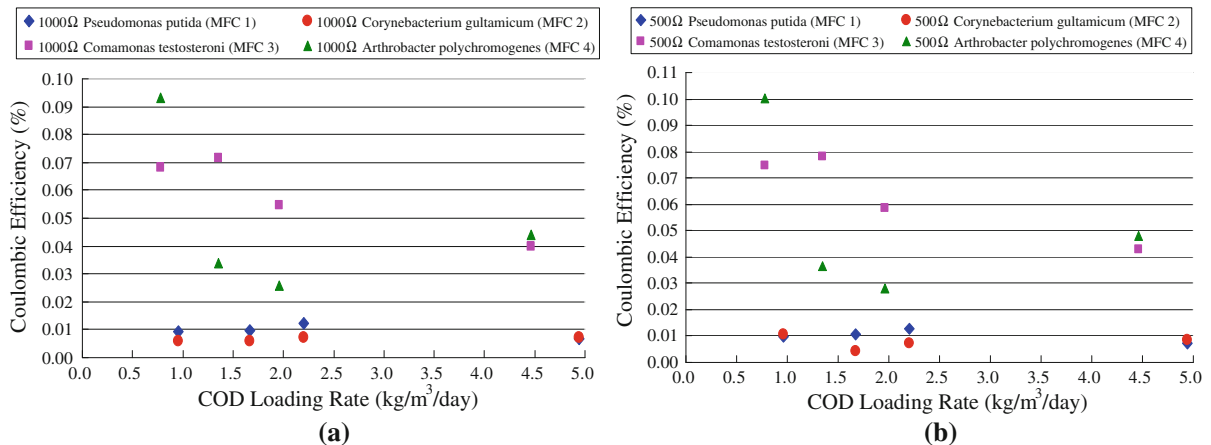 1000Ω Pseudomonas putida (MFC 1)
1000Ω Corynebacterium gultamicum (MFC 2)
1000Ω Comamonas testosteroni (MFC 3)
1000Ω Arthrobacter polychromogenes (MFC 4)
0.10
0.09
0.08
0.07
0.06
0.05
0.04
0.03
0.02
0.01
0.00
Coulombic Efficiency (%)
0.0 0.5 1.0 1.5 2.0 2.5 3.0 3.5 4.0 4.5 5.0
COD Loading Rate (kg/m³/day)
(a)
500Ω Pseudomonas putida (MFC 1)
500Ω Corynebacterium gultamicum (MFC 2)
500Ω Comamonas testosteroni (MFC 3)
500Ω Arthrobacter polychromogenes (MFC 4)
0.11
0.10
0.09
0.08
0.07
0.06
0.05
0.04
0.03
0.02
0.01
0.00
Coulombic Efficiency (%)
0.0 0.5 1.0 1.5 2.0 2.5 3.0 3.5 4.0 4.5 5.0
COD Loading Rate (kg/m³/day)
(b)